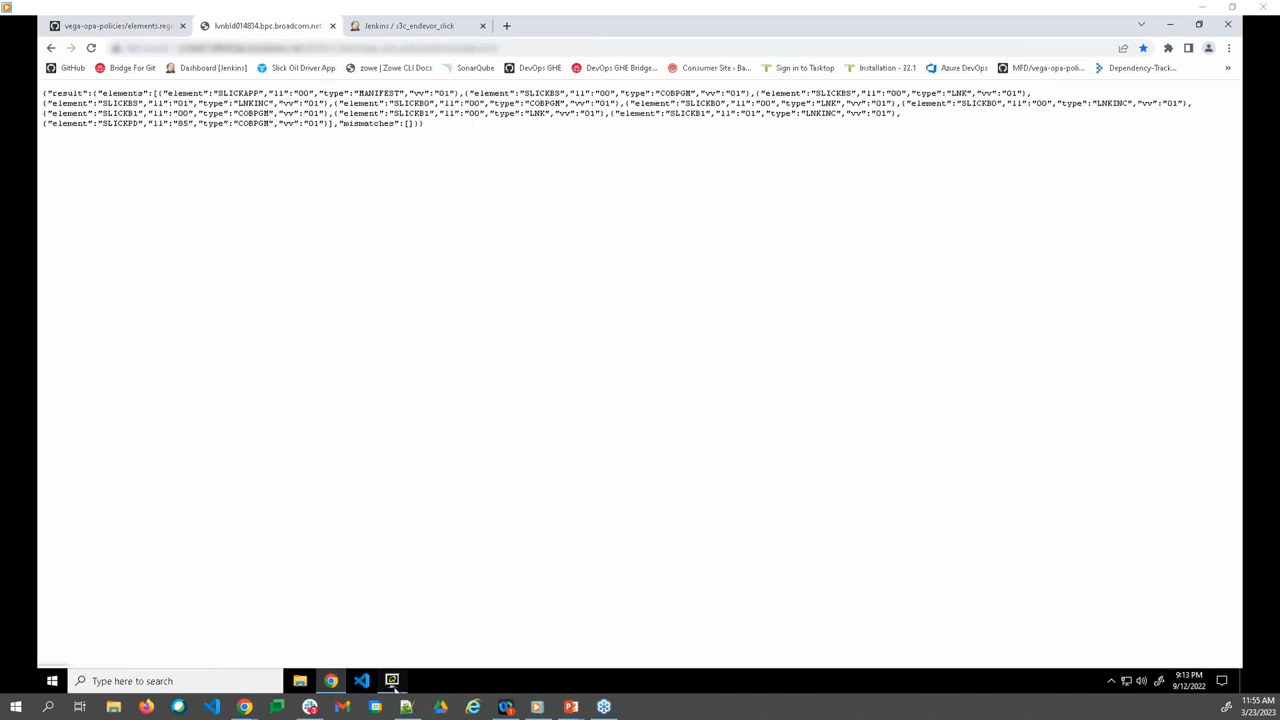 vega-opa-policies/elements.rego
lvnbld014834.bpc.broadcom.net
Jenkins / s3c_endevor_slick
GitHub
Bridge For Git
Dashboard [Jenkins]
Slick Oil Driver App
zowe | Zowe CLI Docs
SonarQube
DevOps GHE
DevOps GHE Bridge...
Consumer Site › Ba...
Sign in to Tasktop
Installation - 22.1
Azure DevOps
MFD/vega-opa-poli...
Dependency-Track...
{"result":{"elements":[{"element":"SLICKAPP","ll":"00","type":"MANIFEST","vv":"01"},{"element":"SLICKBS","ll":"00","type":"COBPGM","vv":"01"},{"element":"SLICKBS","ll":"00","type":"LNK","vv":"01"},
{"element":"SLICKBS","ll":"01","type":"LNKINC","vv":"01"},{"element":"SLICKB0","ll":"00","type":"COBPGM","vv":"01"},{"element":"SLICKB0","ll":"00","type":"LNK","vv":"01"},{"element":"SLICKB0","ll":"00","type":"LNKINC","vv":"01"},
{"element":"SLICKB1","ll":"00","type":"COBPGM","vv":"01"},{"element":"SLICKB1","ll":"00","type":"LNK","vv":"01"},{"element":"SLICKB1","ll":"01","type":"LNKINC","vv":"01"},
{"element":"SLICKPD","ll":"85","type":"COBPGM","vv":"01"}],"mismatches":[]}}
Type here to search
9:13 PM
9/12/2022
11:55 AM
3/23/2023